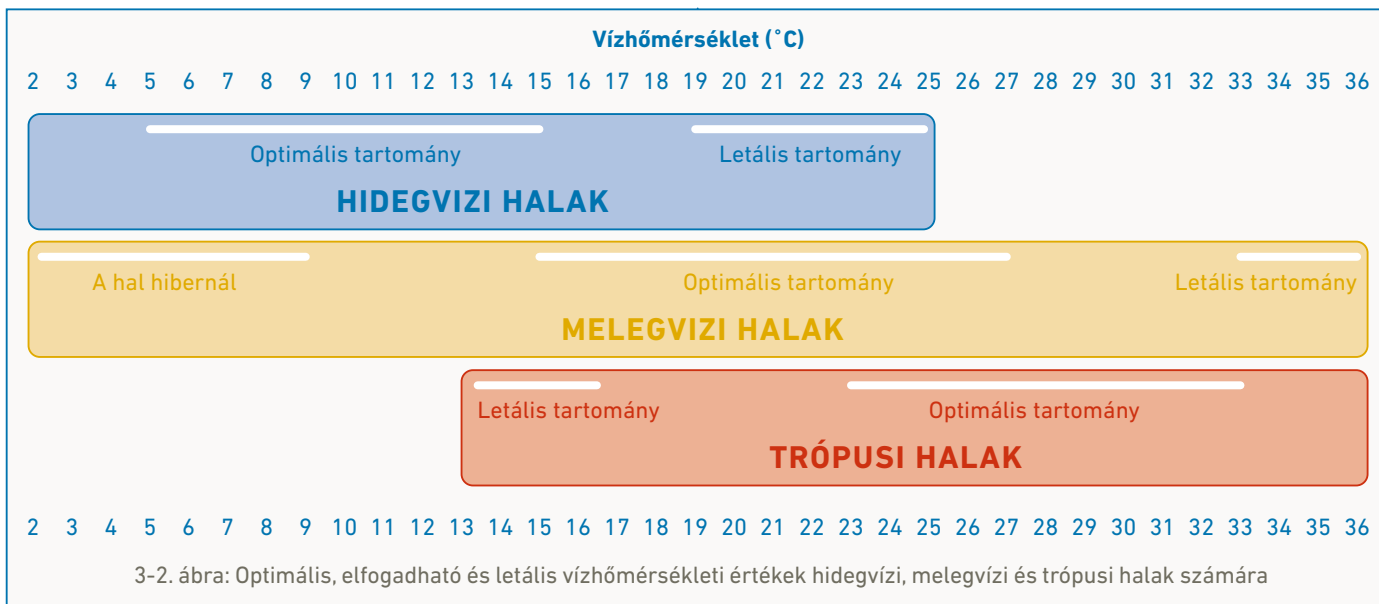 Vízhőmérséklet (°C)
2 3 4 5 6 7 8 9 10 11 12 13 14 15 16 17 18 19 20 21 22 23 24 25 26 27 28 29 30 31 32 33 34 35 36
Optimális tartomány Letális tartomány
HIDEGVIZI HALAK
A hal hibernál Optimális tartomány Letális tartomány
MELEGVIZI HALAK
Letális tartomány Optimális tartomány
TRÓPUSI HALAK
2 3 4 5 6 7 8 9 10 11 12 13 14 15 16 17 18 19 20 21 22 23 24 25 26 27 28 29 30 31 32 33 34 35 36
3-2. ábra: Optimális, elfogadható és letális vízhőmérsékleti értékek hidegvízi, melegvízi és trópusi halak számára